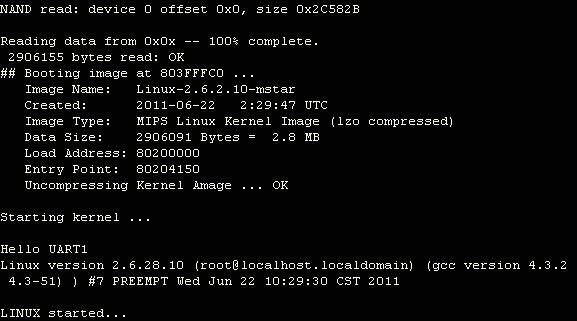 NAND read: device 0 offset 0x0, size 0x2C582B
Reading data from 0x0x -- 100% complete.
2906155 bytes read: OK
## Booting image at 803FFFC0 ...
Image Name: Linux-2.6.2.10-mstar
Created: 2011-06-22 2:29:47 UTC
Image Type: MIPS Linux Kernel Image (lzo compressed)
Data Size: 2906091 Bytes = 2.8 MB
Load Address: 80200000
Entry Point: 80204150
Uncompressing Kernel Amage ... OK
Starting kernel ...
Hello UART1
Linux version 2.6.28.10 (root@localhost.localdomain) (gcc version 4.3.2
4.3-51) ) #7 PREEMPT Wed Jun 22 10:29:30 CST 2011
LINUX started...